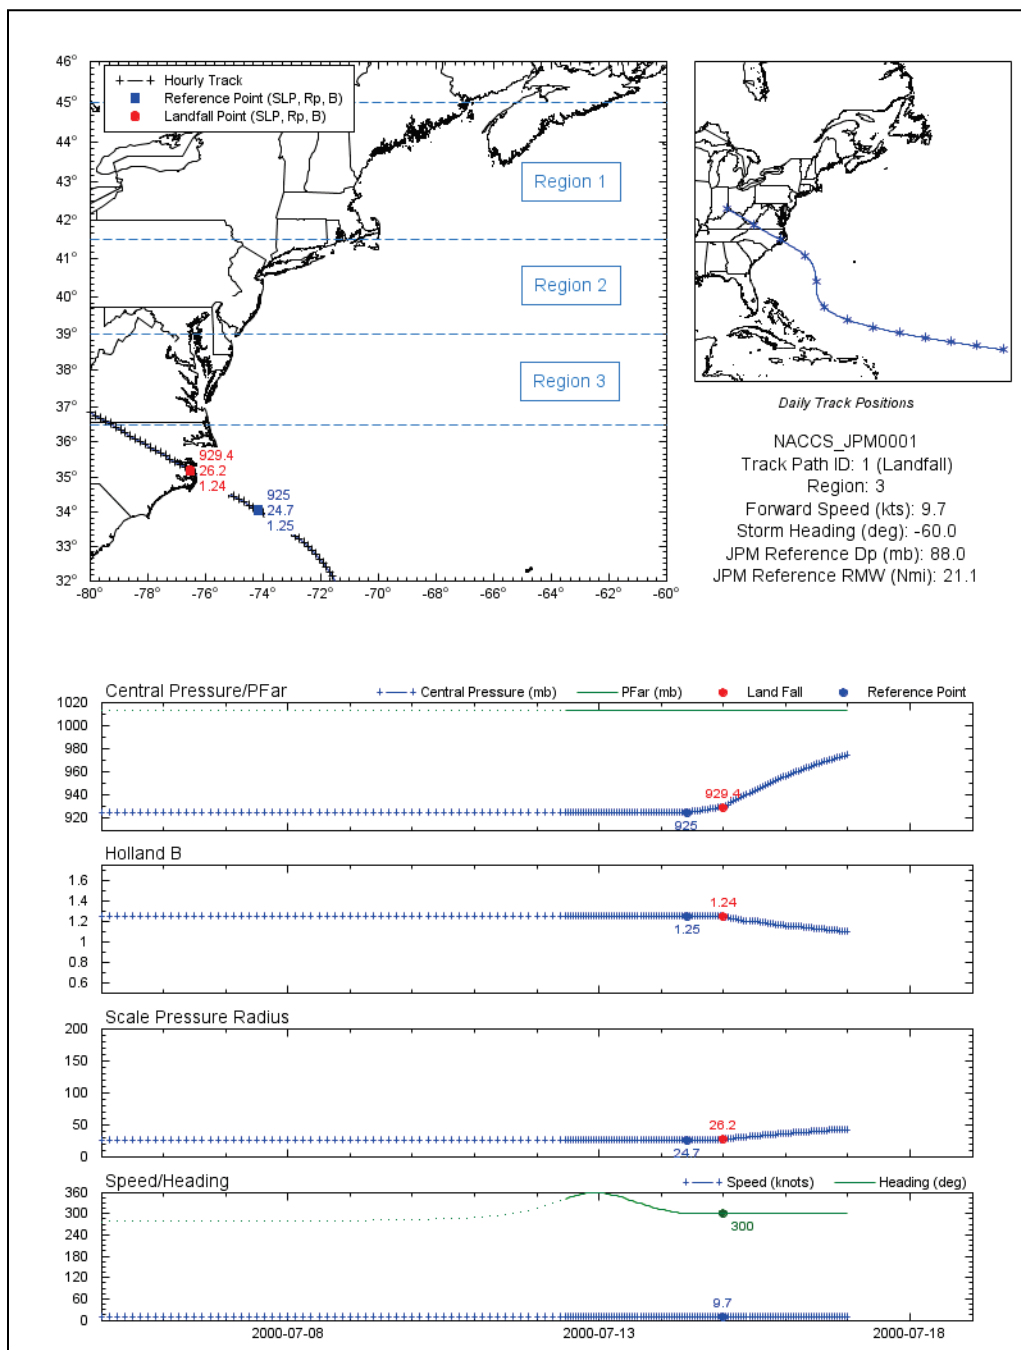 46°
45°
44°
43°
42°
41°
40°
39°
38°
37°
36°
35°
34°
33°
32°
-80°
-78°
-76°
-74°
-72°
-70°
-68°
-66°
-64°
-62°
-60°
Hourly Track
Reference Point (SLP, Rp, B)
Landfall Point (SLP, Rp, B)
Region 1
Region 2
Region 3
929.4
26.2
1.24
925
24.7
1.25
Daily Track Positions
NACCS_JPM0001
Track Path ID: 1 (Landfall)
Region: 3
Forward Speed (kts): 9.7
Storm Heading (deg): -60.0
JPM Reference Dp (mb): 88.0
JPM Reference RMW (Nmi): 21.1
Central Pressure/PFar
Central Pressure (mb)
PFar (mb)
Land Fall
Reference Point
1020
1000
980
960
940
920
929.4
925
Holland B
1.6
1.4
1.2
1
0.8
0.6
1.24
1.25
Scale Pressure Radius
200
150
100
50
0
26.2
24.7
Speed/Heading
Speed (knots)
Heading (deg)
360
300
240
180
120
60
0
300
9.7
2000-07-08
2000-07-13
2000-07-18